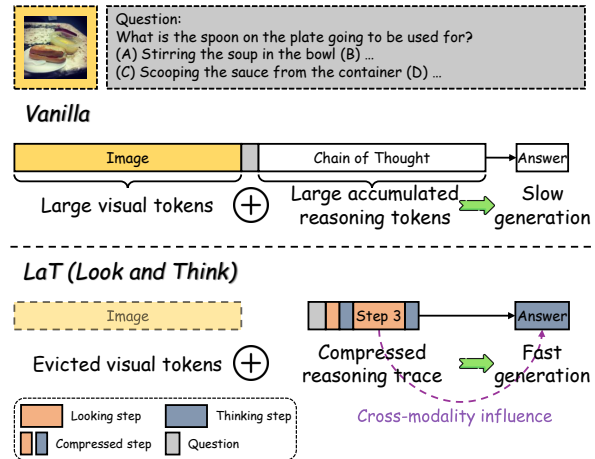 Question:
What is the spoon on the plate going to be used for?
(A) Stirring the soup in the bowl (B) ...
(C) Scooping the sauce from the container (D) ...
Vanilla
Image
Chain of Thought
Answer
Large visual tokens
Large accumulated
reasoning tokens
Slow
generation
LaT (Look and Think)
Image
Step 3
Answer
Evicted visual tokens
Compressed
reasoning trace
Fast
generation
Cross-modality influence
Looking step
Thinking step
Compressed step
Question